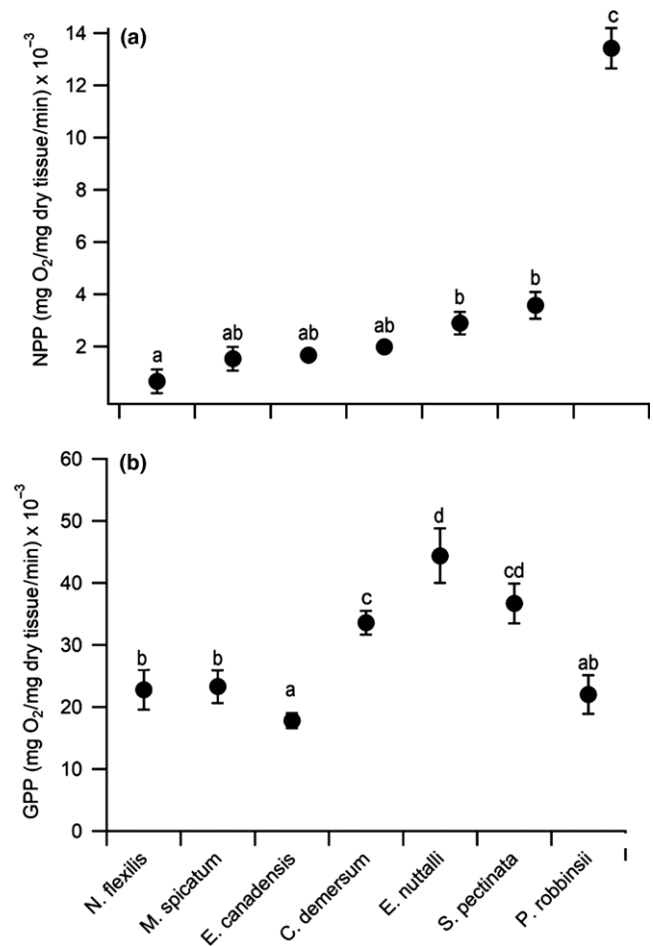 (a)
NPP (mg O₂/mg dry tissue/min) x 10⁻³
14
12
10
8
6
4
2
a
ab
ab
ab
b
b
c
(b)
GPP (mg O₂/mg dry tissue/min) x 10⁻³
60
50
40
30
20
10
0
b
b
a
c
d
cd
ab
N. flexilis
M. spicatum
E. canadensis
C. demersum
E. nuttalli
S. pectinata
P. robbinsii